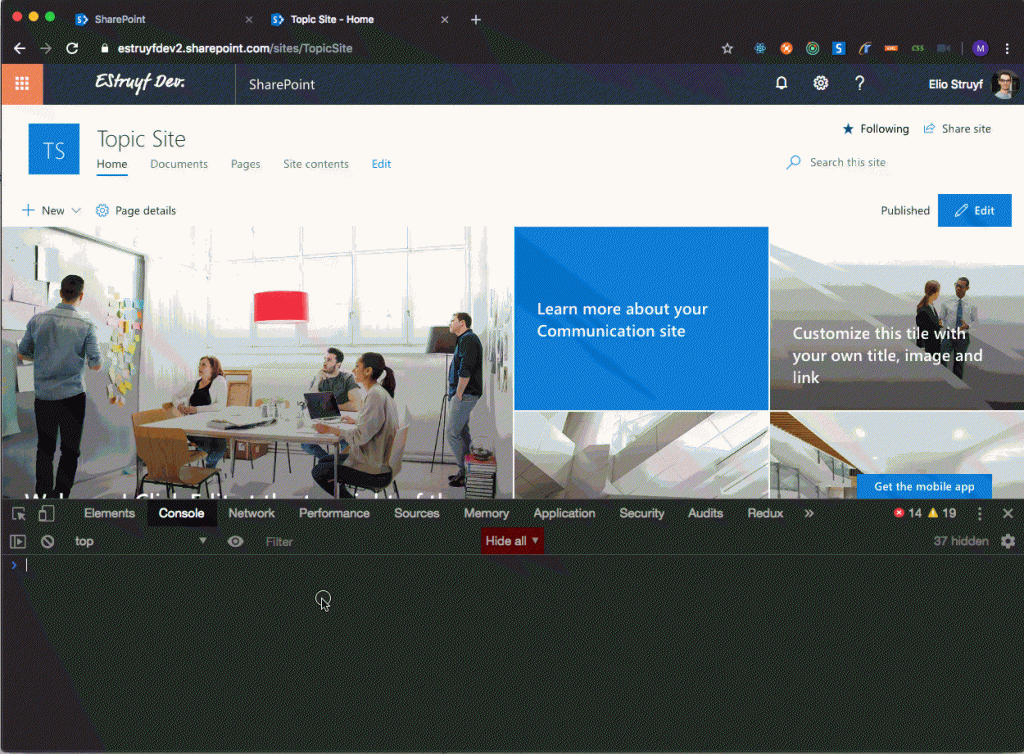 SharePoint
Topic Site - Home
estruyfdev2.sharepoint.com/sites/TopicSite
S
CSS
M
EStruyf Dev.
SharePoint
Elio Struyf
TS
Topic Site
Following
Share site
Home
Documents
Pages
Site contents
Edit
Search this site
New
Page details
Published
Edit
Learn more about your
Communication site
Customize this tile with
your own title, image and
link
Get the mobile app
Elements
Console
Network
Performance
Sources
Memory
Application
Security
Audits
Redux
14
19
top
Filter
Hide all
37 hidden